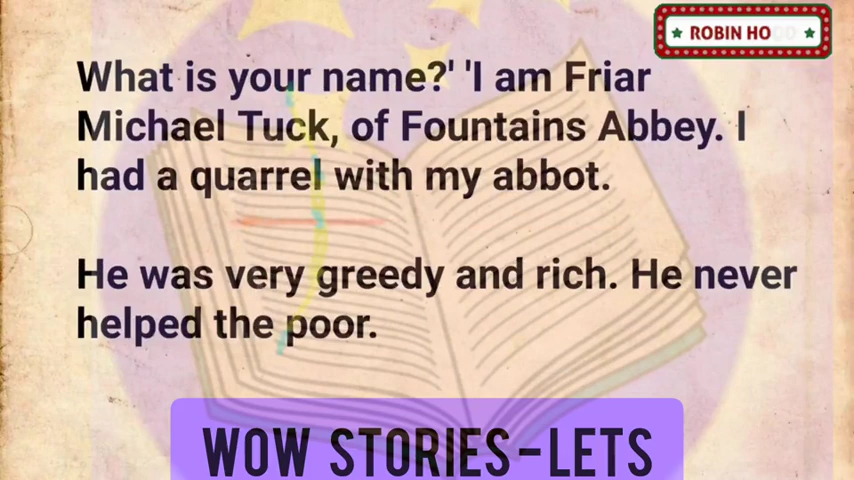 ROBIN HOOD
What is your name?' 'I am Friar
Michael Tuck, of Fountains Abbey. I
had a quarrel with my abbot.
He was very greedy and rich. He never
helped the poor.
WOW STORIES-LETS